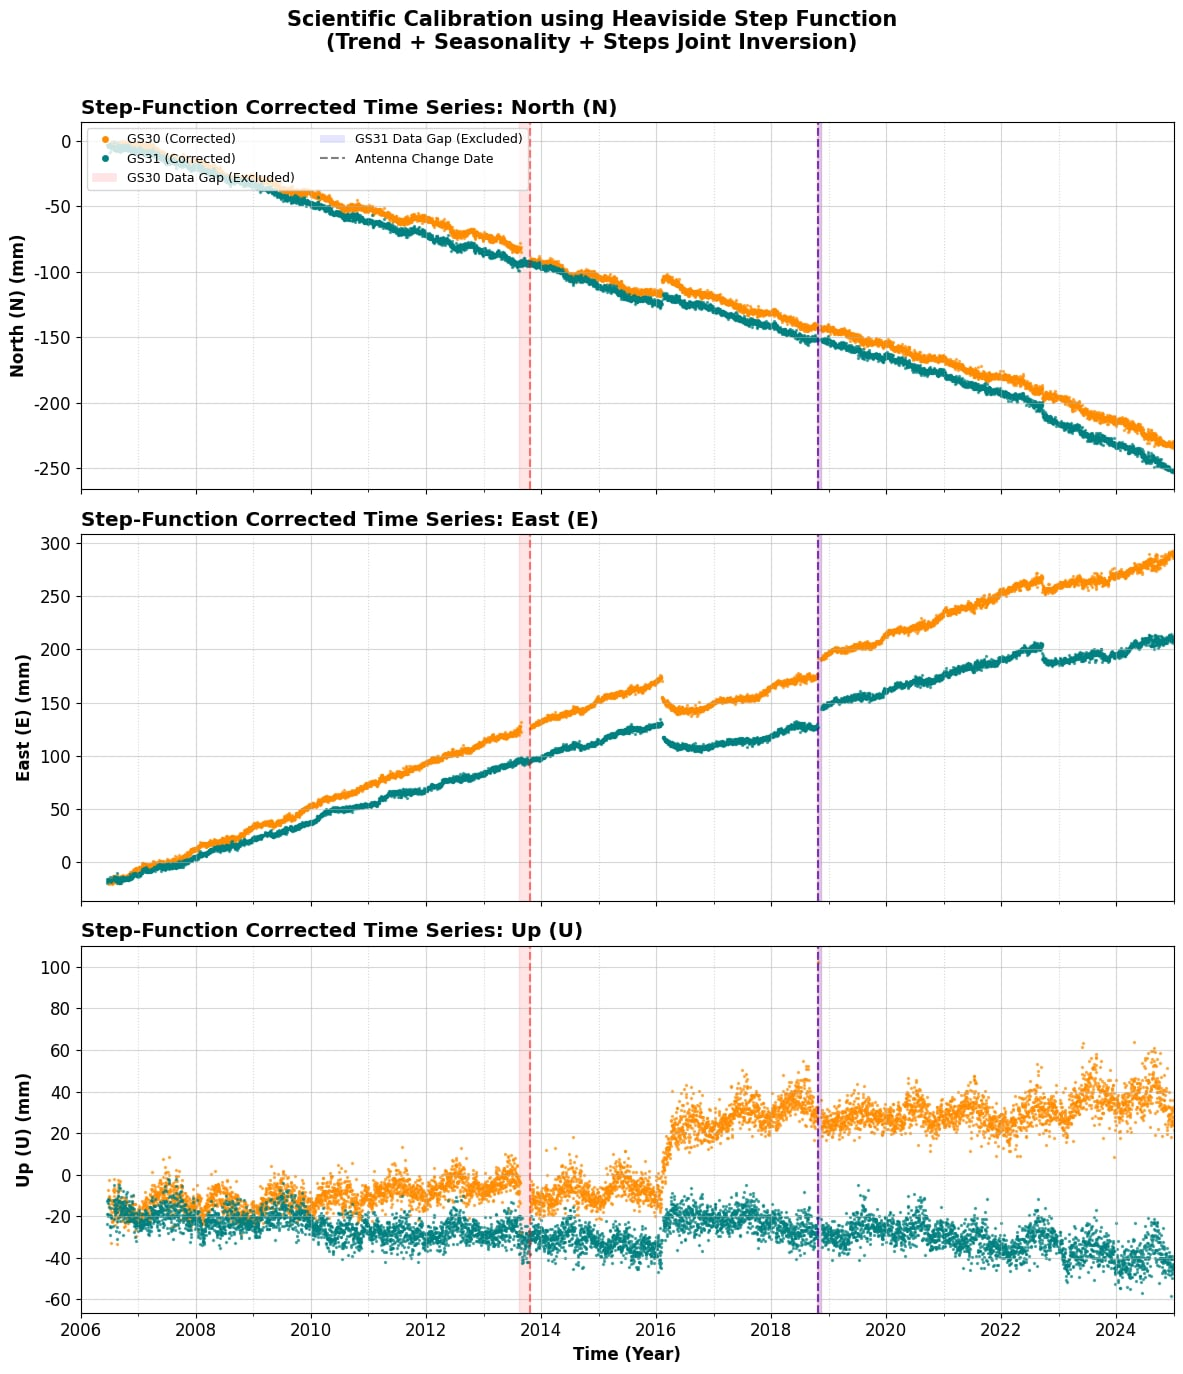 Scientific Calibration using Heaviside Step Function
(Trend + Seasonality + Steps Joint Inversion)
Step-Function Corrected Time Series: North (N)
GS30 (Corrected)
GS31 (Corrected)
GS30 Data Gap (Excluded)
GS31 Data Gap (Excluded)
Antenna Change Date
North (N) (mm)
0
-50
-100
-150
-200
-250
Step-Function Corrected Time Series: East (E)
East (E) (mm)
300
250
200
150
100
50
0
Step-Function Corrected Time Series: Up (U)
Up (U) (mm)
100
80
60
40
20
0
-20
-40
-60
2006 2008 2010 2012 2014 2016 2018 2020 2022 2024
Time (Year)